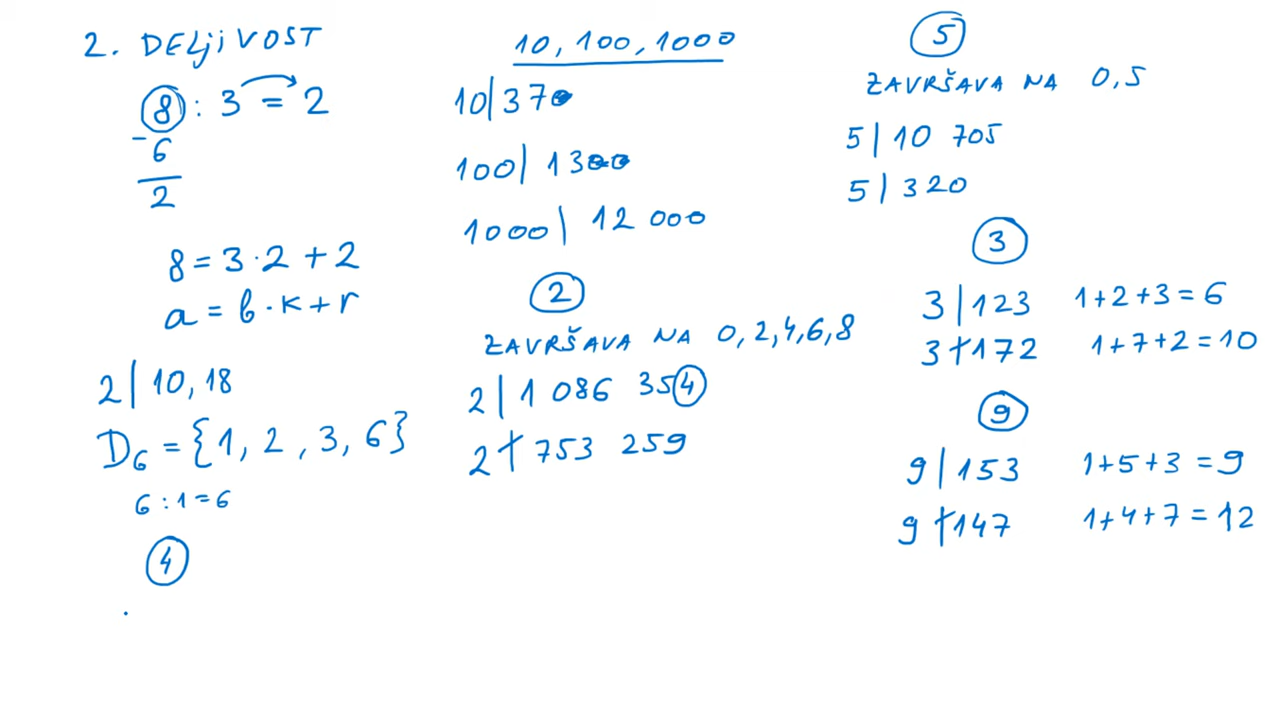 2. DELjIVOST
8 : 3 = 2
- 6
2
8 = 3 · 2 + 2
a = b · k + r
2 | 10, 18
D₆ = {1, 2, 3, 6}
6 : 1 = 6
4
10, 100, 1000
10 | 370
100 | 1300
1000 | 12 000
2
ZAVRŠAVA NA 0, 2, 4, 6, 8
2 | 1 086 354
2 ∤ 753 259
5
ZAVRŠAVA NA 0, 5
5 | 10 705
5 | 320
3
3 | 123 1+2+3 = 6
3 ∤ 172 1+7+2 = 10
9
9 | 153 1+5+3 = 9
9 ∤ 147 1+4+7 = 12